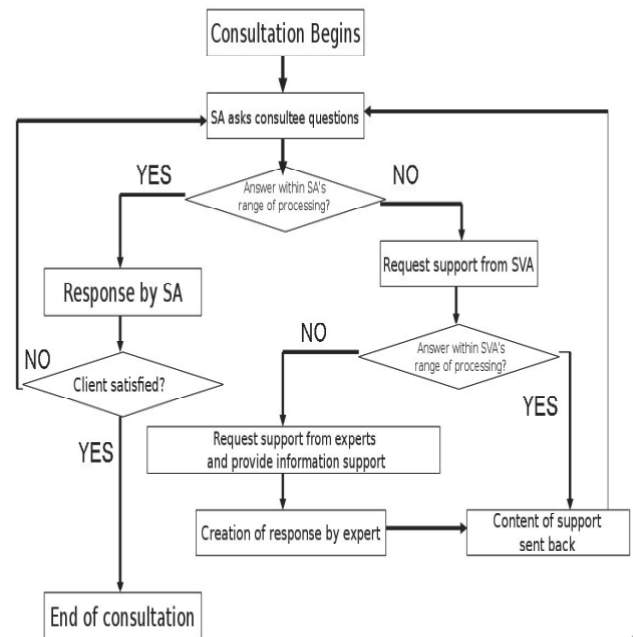 Consultation Begins
SA asks consultee questions
YES
NO
Answer within SA's
range of processing?
Request support from SVA
Response by SA
NO
Answer within SVA's
range of processing?
NO
Client satisfied?
YES
YES
Request support from experts
and provide information support
Creation of response by expert
Content of support
sent back
End of consultation